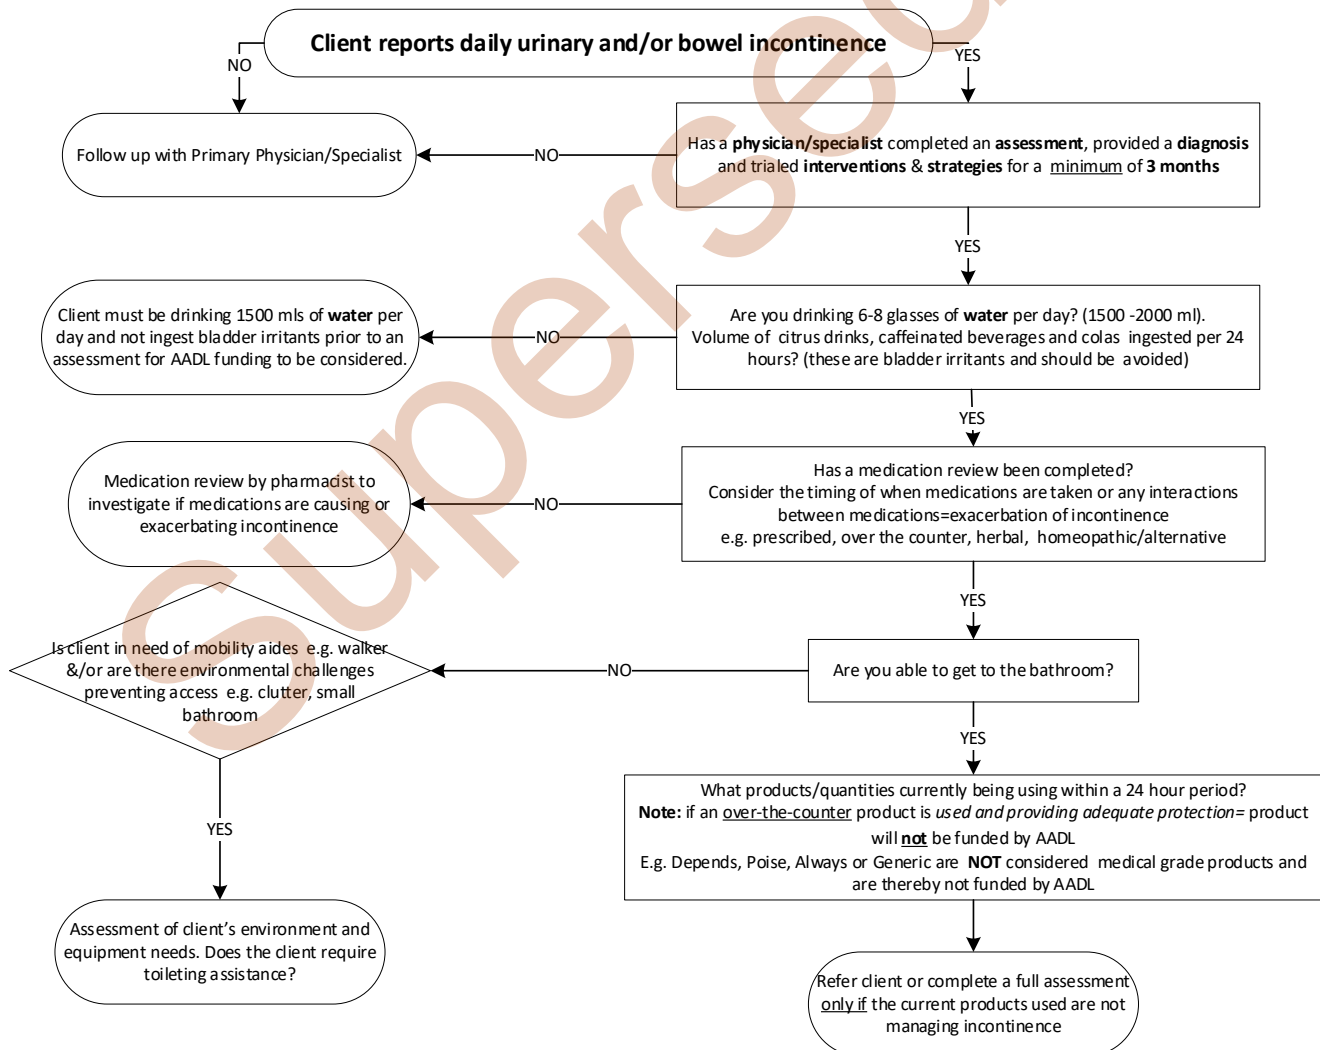 Client reports daily urinary and/or bowel incontinence
NO
YES
Follow up with Primary Physician/Specialist
NO
Has a physician/specialist completed an assessment, provided a diagnosis
and trialed interventions & strategies for a minimum of 3 months
YES
Client must be drinking 1500 mls of water per
day and not ingest bladder irritants prior to an
assessment for AADL funding to be considered.
NO
Are you drinking 6-8 glasses of water per day? (1500 -2000 ml).
Volume of citrus drinks, caffeinated beverages and colas ingested per 24
hours? (these are bladder irritants and should be avoided)
YES
Medication review by pharmacist to
investigate if medications are causing or
exacerbating incontinence
NO
Has a medication review been completed?
Consider the timing of when medications are taken or any interactions
between medications=exacerbation of incontinence
e.g. prescribed, over the counter, herbal, homeopathic/alternative
YES
Is client in need of mobility aides e.g. walker
&/or are there environmental challenges
preventing access e.g. clutter, small
bathroom
NO
Are you able to get to the bathroom?
YES
YES
What products/quantities currently being using within a 24 hour period?
Note: if an over-the-counter product is used and providing adequate protection= product
will not be funded by AADL
E.g. Depends, Poise, Always or Generic are NOT considered medical grade products and
are thereby not funded by AADL
Assessment of client's environment and
equipment needs. Does the client require
toileting assistance?
Refer client or complete a full assessment
only if the current products used are not
managing incontinence
Supersed